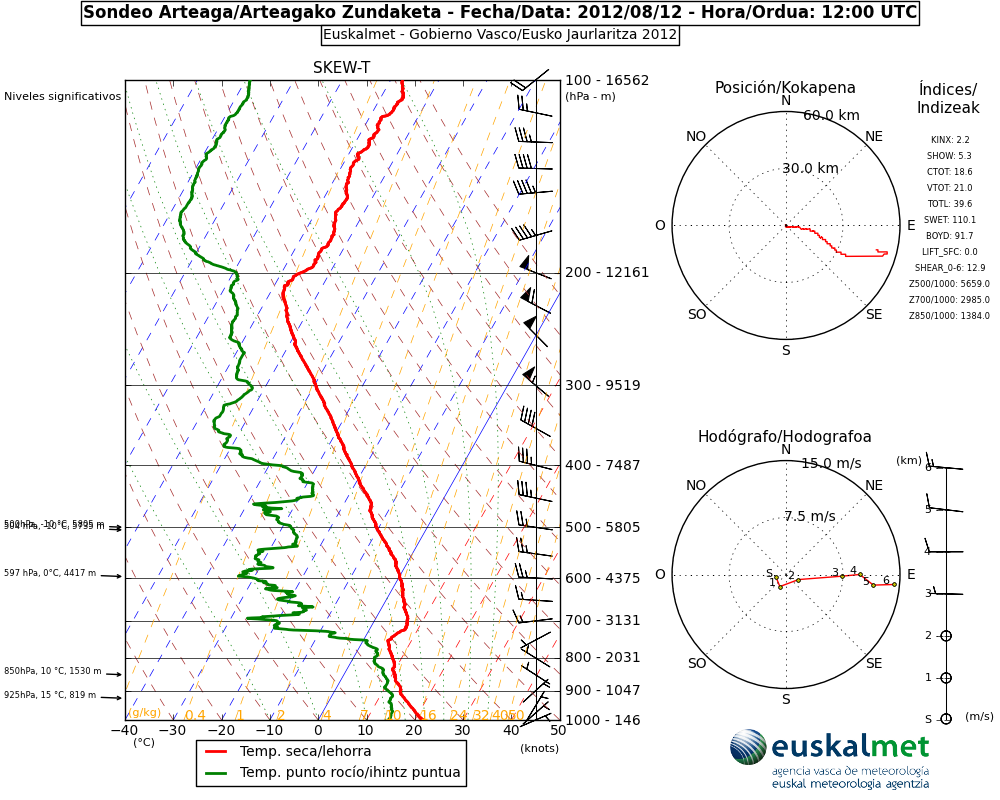 Sondeo Arteaga/Arteagako Zundaketa - Fecha/Data: 2012/08/12 - Hora/Ordua: 12:00 UTC
Euskalmet - Gobierno Vasco/Eusko Jaurlaritza 2012
SKEW-T
Niveles significativos
100 - 16562
(hPa - m)
200 - 12161
300 - 9519
400 - 7487
500 - 5805
600 - 4375
700 - 3131
800 - 2031
900 - 1047
1000 - 146
597 hPa, 0°C, 4417 m
850hPa, 10 °C, 1530 m
925hPa, 15 °C, 819 m
(g/kg) 0.4 1 2 4 7 10 16 24 32 40 50
−40 −30 −20 −10 0 10 20 30 40 50
(°C)
(knots)
Temp. seca/lehorra
Temp. punto rocío/ihintz puntua
Posición/Kokapena
N
60.0 km
NO
NE
30.0 km
O
E
SO
SE
S
Hodógrafo/Hodografoa
N
15.0 m/s
NO
NE
7.5 m/s
O
E
S 1 2 3 4 5 6
SO
SE
S
Índices/
Indizeak
KINX: 2.2
SHOW: 5.3
CTOT: 18.6
VTOT: 21.0
TOTL: 39.6
SWET: 110.1
BOYD: 91.7
LIFT_SFC: 0.0
SHEAR_0-6: 12.9
Z500/1000: 5659.0
Z700/1000: 2985.0
Z850/1000: 1384.0
(km)
6
5
4
3
2
1
S
(m/s)
euskalmet
agencia vasca de meteorología
euskal meteorologia agentzia